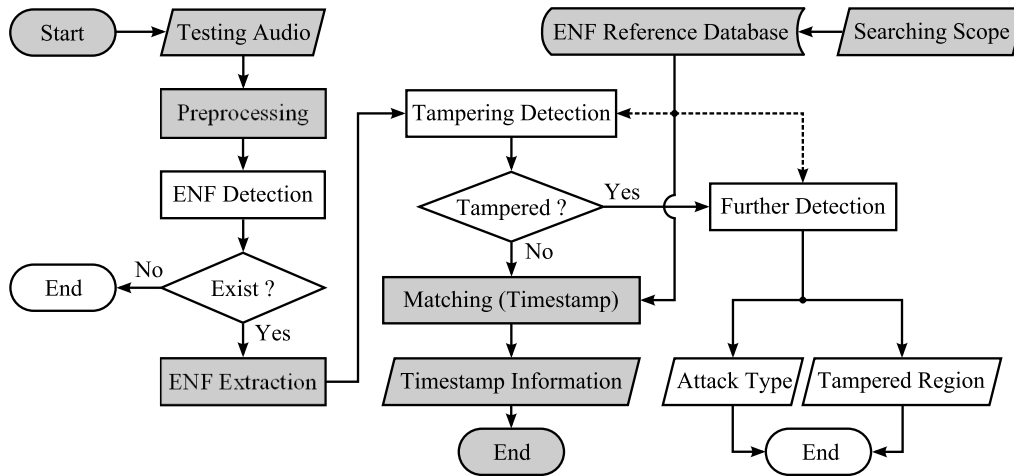 Start
Testing Audio
ENF Reference Database
Searching Scope
Preprocessing
Tampering Detection
ENF Detection
Tampered ?
Yes
Further Detection
No
No
End
Exist ?
Matching (Timestamp)
Yes
ENF Extraction
Timestamp Information
Attack Type
Tampered Region
End
End